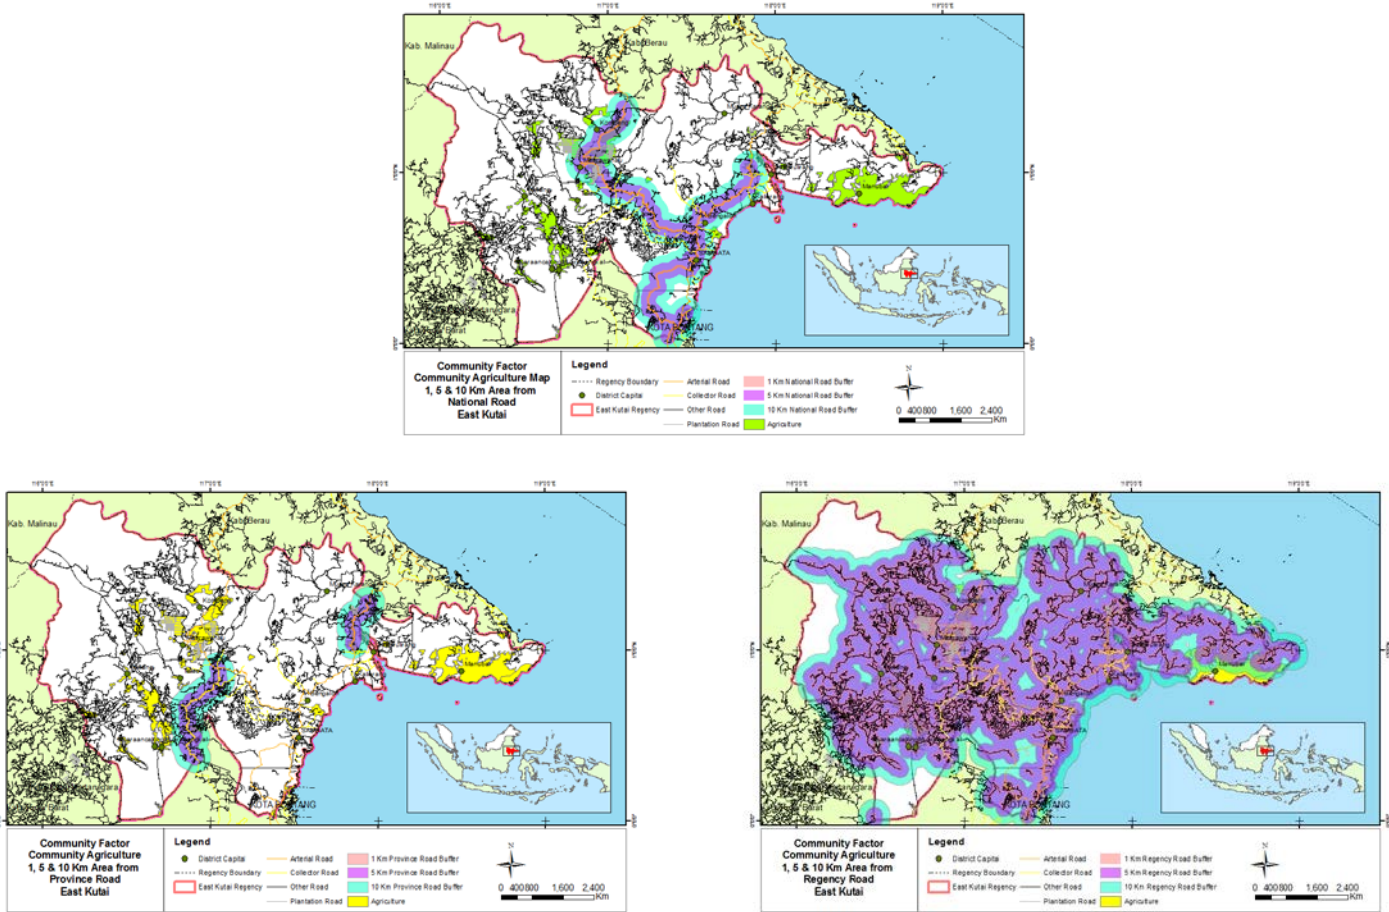 Kab. Malinau
Kab. Berau
KOTA BONTANG
Barat
Community Factor
Community Agriculture Map
1, 5 & 10 Km Area from
National Road
East Kutai
Legend
Regency Boundary
District Capital
East Kutai Regency
Arterial Road
Collector Road
Other Road
Plantation Road
1 Km National Road Buffer
5 Km National Road Buffer
10 Km National Road Buffer
Agriculture
N
0 400800 1,600 2,400
Km
Kab. Malinau
Kab. Berau
KOTA BONTANG
Barat
Community Factor
Community Agriculture
1, 5 & 10 Km Area from
Province Road
East Kutai
Legend
District Capital
Regency Boundary
East Kutai Regency
Arterial Road
Collector Road
Other Road
Plantation Road
1 Km Province Road Buffer
5 Km Province Road Buffer
10 Km Province Road Buffer
Agriculture
N
0 400800 1,600 2,400
Km
Kab. Malinau
Kab. Berau
KOTA BONTANG
Barat
Community Factor
Community Agriculture
1, 5 & 10 Km Area from
Regency Road
East Kutai
Legend
District Capital
Regency Boundary
East Kutai Regency
Arterial Road
Collector Road
Other Road
Plantation Road
1 Km Regency Road Buffer
5 Km Regency Road Buffer
10 Km Regency Road Buffer
Agriculture
N
0 400800 1,600 2,400
Km